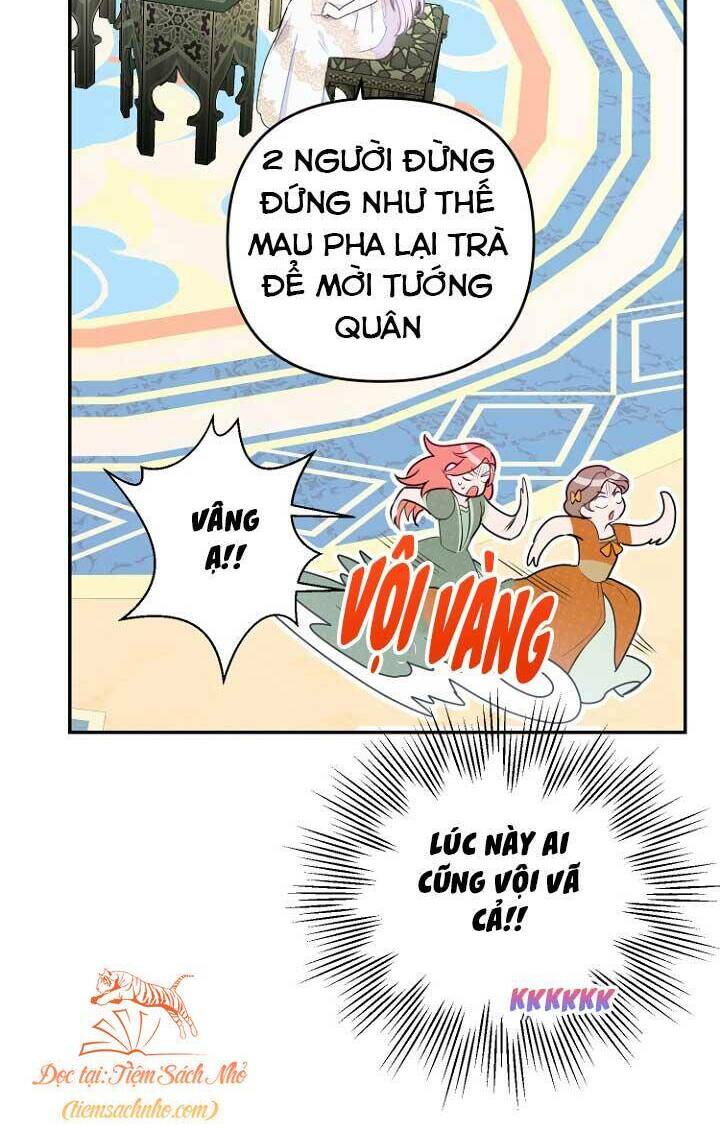 2 NGƯỜI ĐỪNG
ĐỨNG NHƯ THẾ
MAU PHA LẠI TRÀ
ĐỂ MỜI TƯỚNG
QUÂN
VÂNG
Ạ!!
VỘI VÀNG
LÚC NÀY AI
CŨNG VỘI VÃ
CẢ!!
KKKKKK
Đọc tại: Tiệm Sách Nhỏ
(tiemsachnho.com)